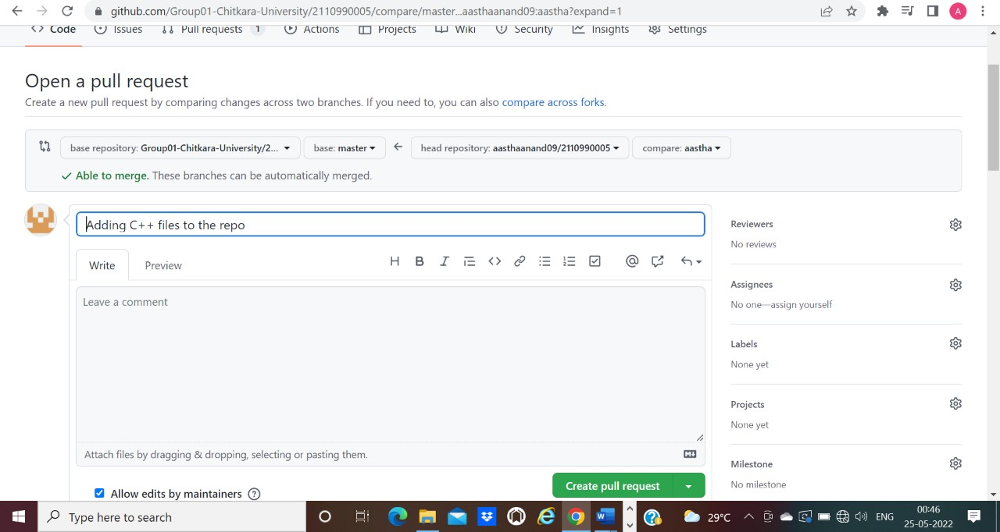 github.com/Group01-Chitkara-University/2110990005/compare/master...aasthaanand09:aastha?expand=1
A
Code Issues Pull requests 1 Actions Projects Wiki Security Insights Settings
Open a pull request
Create a new pull request by comparing changes across two branches. If you need to, you can also compare across forks.
base repository: Group01-Chitkara-University/2... base: master ← head repository: aasthaanand09/2110990005 compare: aastha
Able to merge. These branches can be automatically merged.
Adding C++ files to the repo
Write Preview
Leave a comment
Attach files by dragging & dropping, selecting or pasting them.
Allow edits by maintainers
Create pull request
Reviewers
No reviews
Assignees
No one—assign yourself
Labels
None yet
Projects
None yet
Milestone
No milestone
Type here to search
29°C
ENG
00:46
25-05-2022